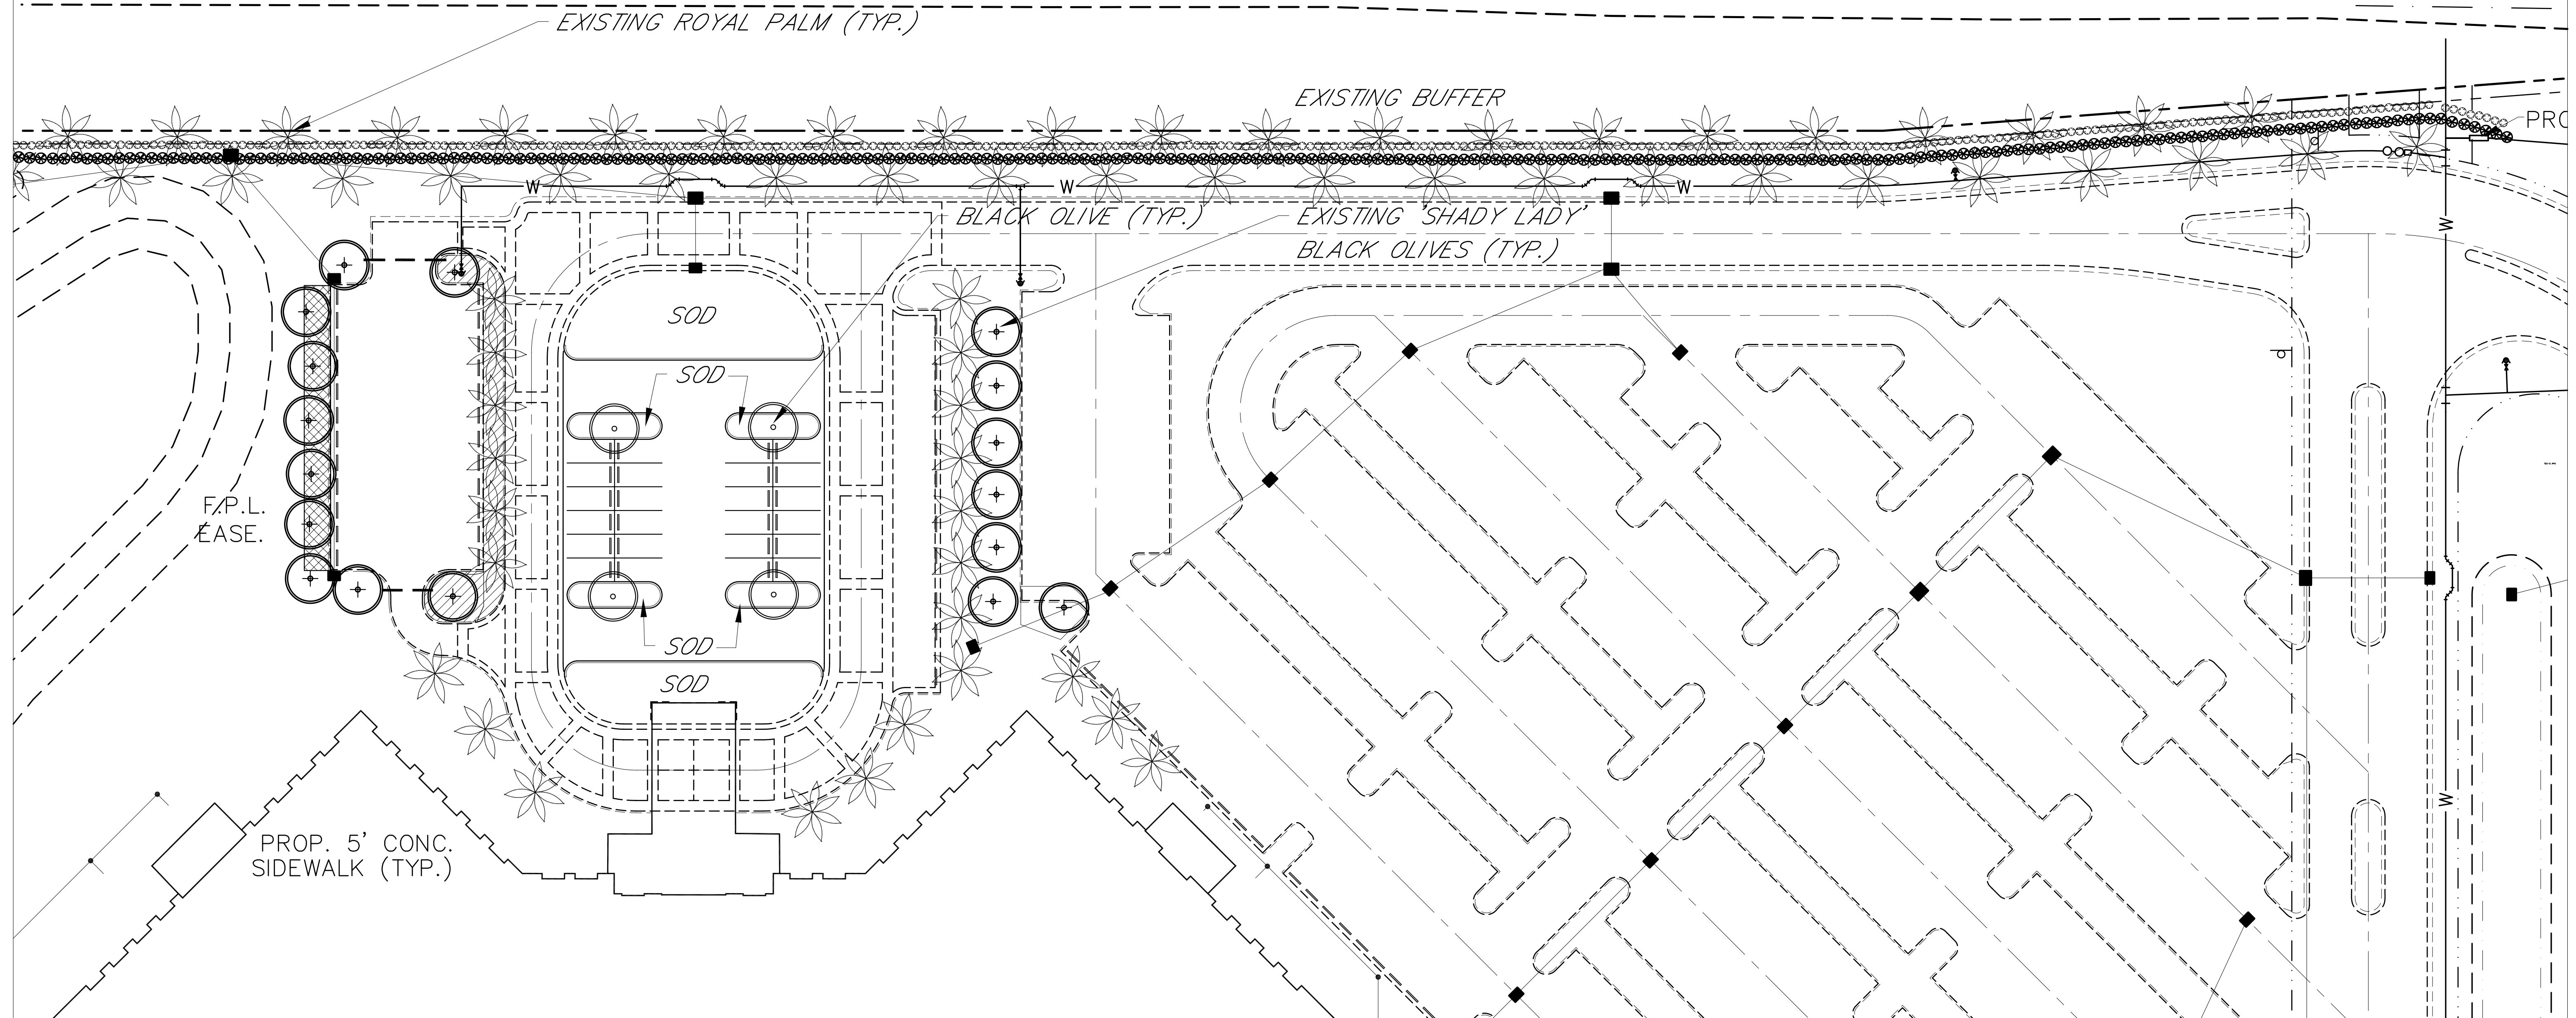 EXISTING ROYAL PALM (TYP.)
EXISTING BUFFER
PRO
W
W
W
BLACK OLIVE (TYP.)
EXISTING 'SHADY LADY'
BLACK OLIVES (TYP.)
W
SOD
SOD
F.P.L.
EASE.
SOD
SOD
W
PROP. 5' CONC.
SIDEWALK (TYP.)